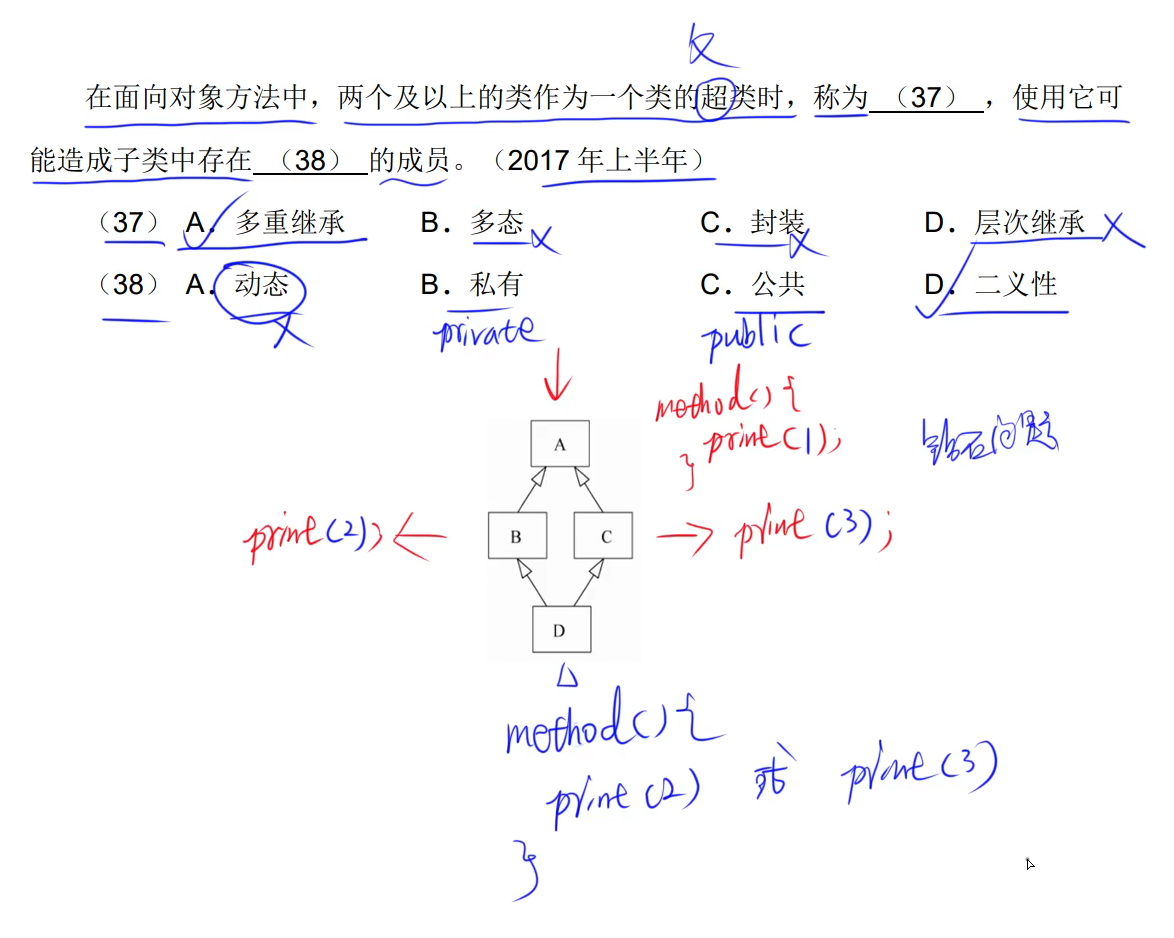 父
在面向对象方法中，两个及以上的类作为一个类的超类时，称为 （37） ，使用它可
能造成子类中存在 （38） 的成员。（2017 年上半年）
（37） A．多重继承 B．多态 C．封装 D．层次继承
（38） A．动态 B．私有 C．公共 D．二义性
private public
method() {
print(1);
}
钻石问题
A
print(2); B C print(3);
D
method() {
print(2) 或 print(3)
}